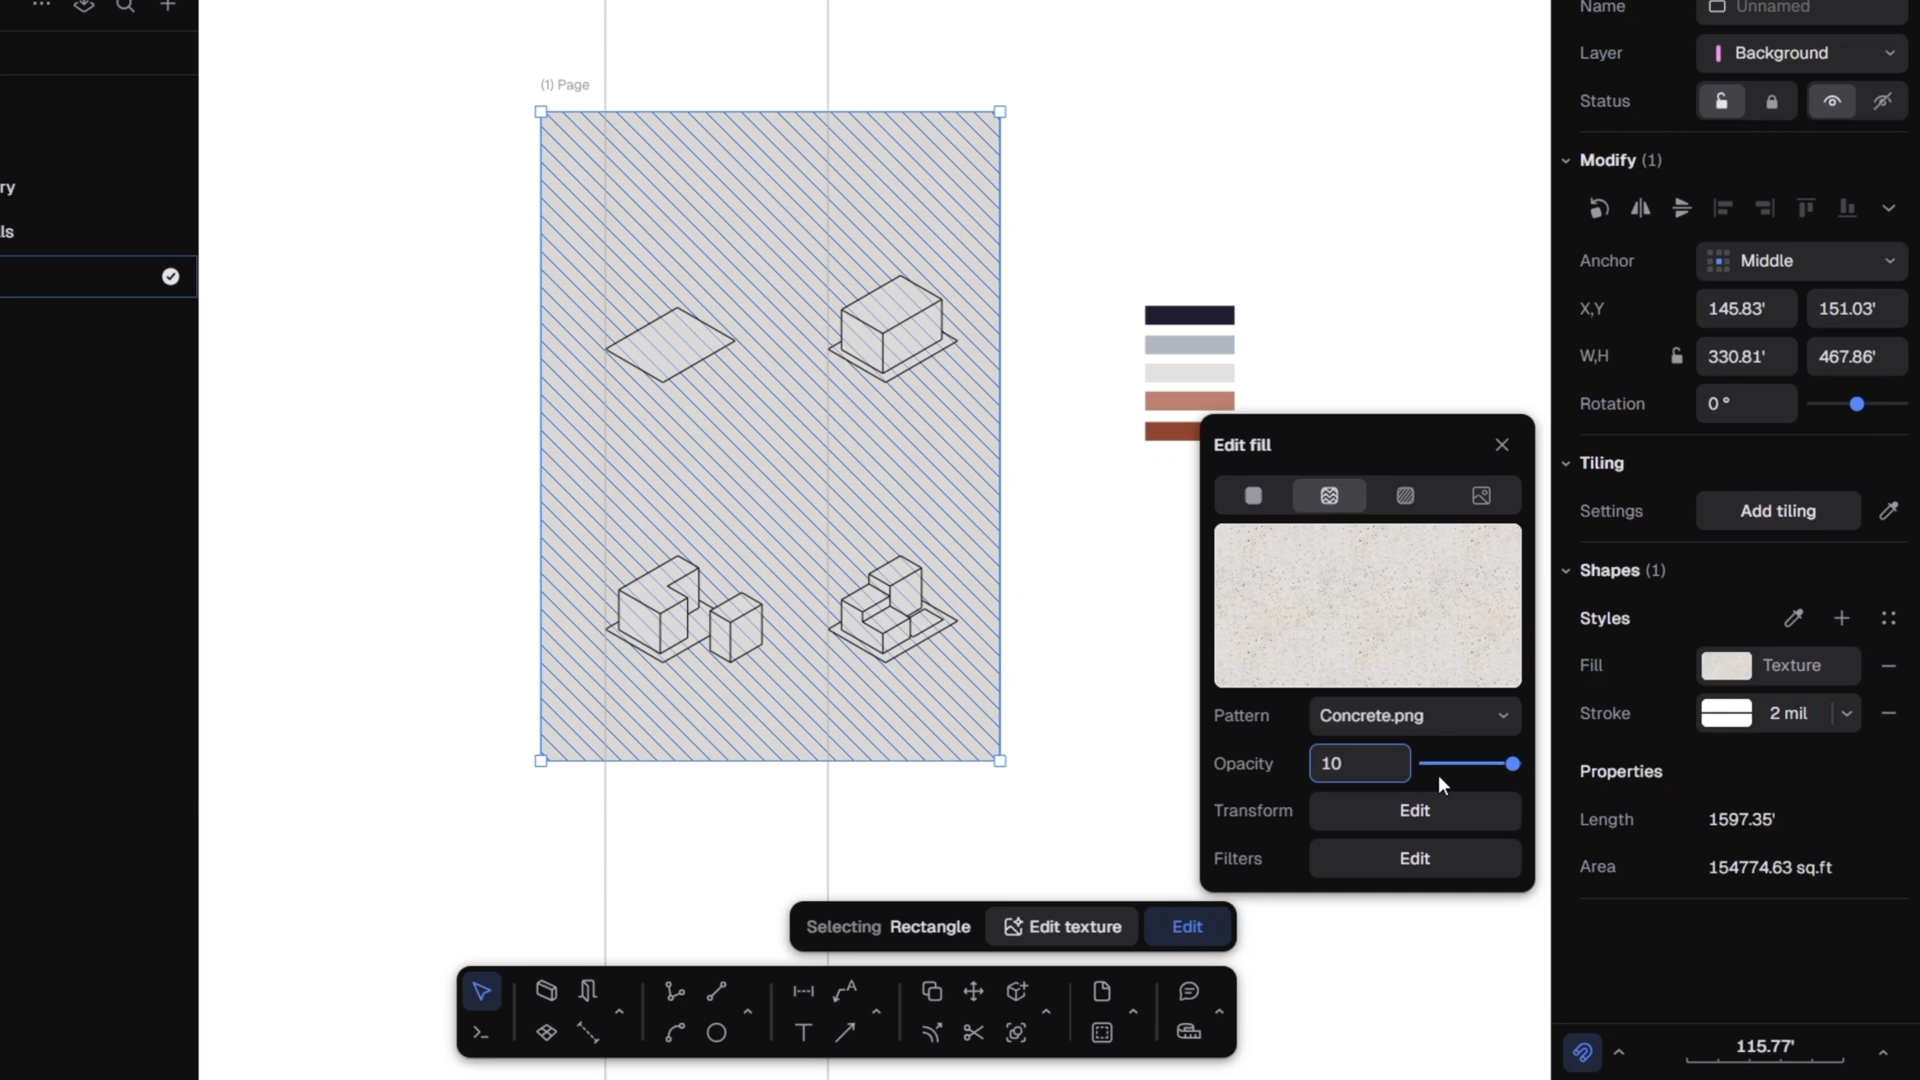 ry
ls
(1) Page
Name
Unnamed
Layer
Background
Status
Modify (1)
Anchor
Middle
X,Y
145.83'
151.03'
W,H
330.81'
467.86'
Rotation
0 °
Tiling
Settings
Add tiling
Shapes (1)
Styles
Fill
Texture
Stroke
2 mil
Properties
Length
1597.35'
Area
154774.63 sq.ft
115.77'
Edit fill
Pattern
Concrete.png
Opacity
10
Transform
Edit
Filters
Edit
Selecting Rectangle
Edit texture
Edit